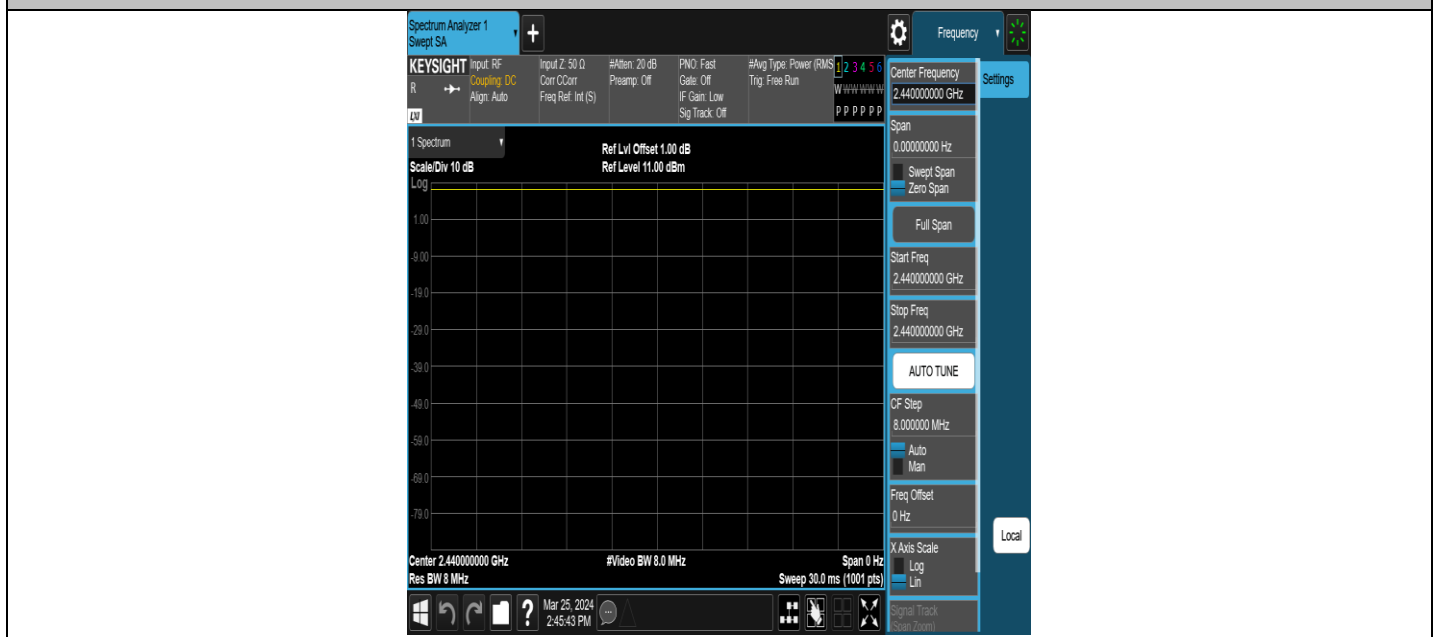 Spectrum Analyzer 1
Swept SA
+
Frequency
KEYSIGHT
R
LXI
Input: RF
Coupling: DC
Align: Auto
Input Z: 50 Ω
Corr CCorr
Freq Ref: Int (S)
#Atten: 20 dB
Preamp: Off
PNO: Fast
Gate: Off
IF Gain: Low
Sig Track: Off
#Avg Type: Power (RMS
Trig: Free Run
1 2 3 4 5 6
W W W W W W
P P P P P P
1 Spectrum
Scale/Div 10 dB
Ref Lvl Offset 1.00 dB
Ref Level 11.00 dBm
Log
1.00
-9.00
-19.0
-29.0
-39.0
-49.0
-59.0
-69.0
-79.0
Center 2.440000000 GHz
#Video BW 8.0 MHz
Span 0 Hz
Res BW 8 MHz
Sweep 30.0 ms (1001 pts)
Center Frequency
2.440000000 GHz
Settings
Span
0.00000000 Hz
Swept Span
Zero Span
Full Span
Start Freq
2.440000000 GHz
Stop Freq
2.440000000 GHz
AUTO TUNE
CF Step
8.000000 MHz
Auto
Man
Freq Offset
0 Hz
X Axis Scale
Log
Lin
Local
Signal Track
(Span Zoom)
?
Mar 25, 2024
2:45:43 PM